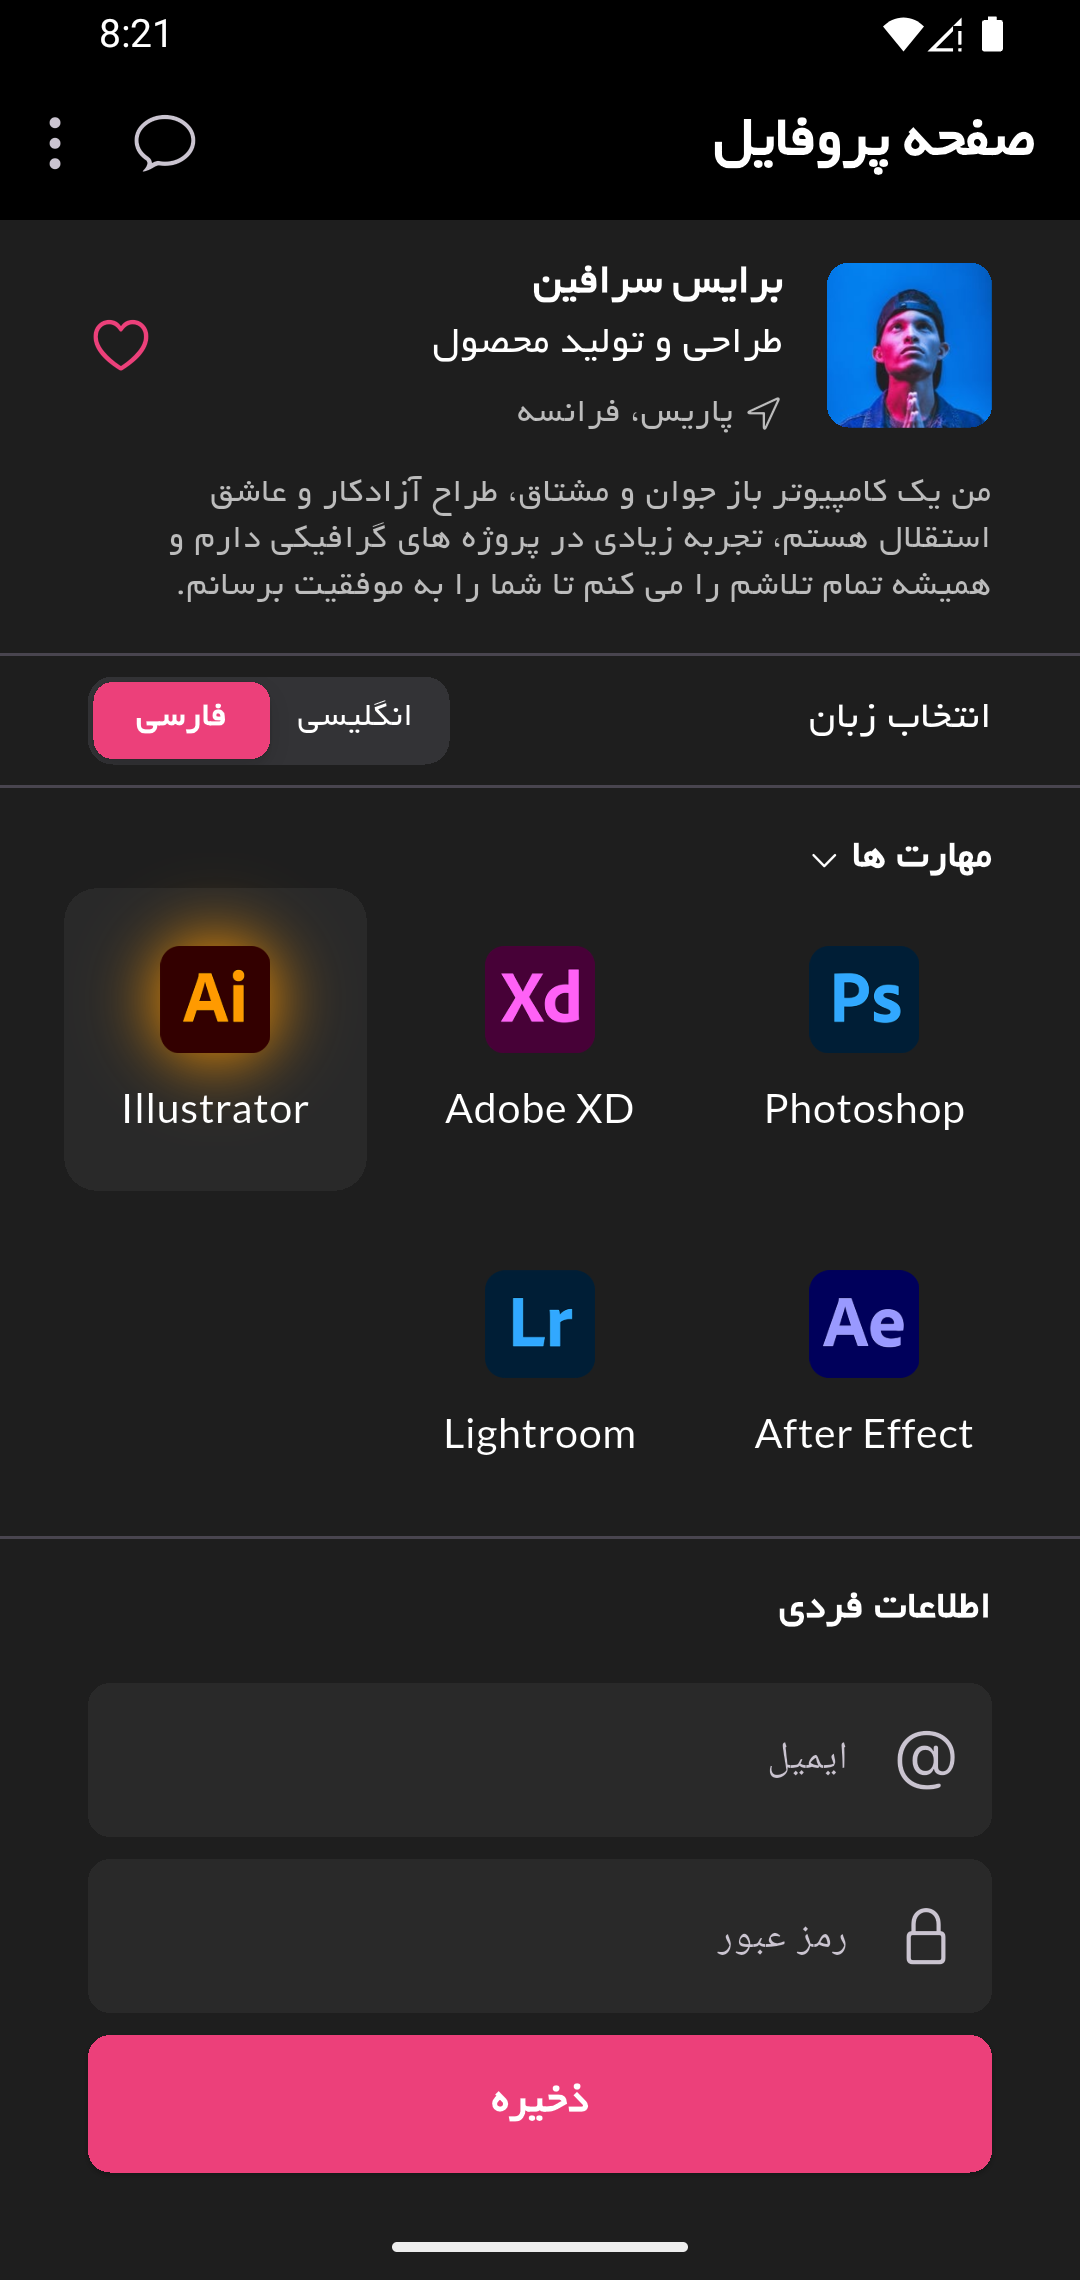 8:21
صفحه پروفایل
برایس سرافین
طراحی و تولید محصول
پاریس، فرانسه
من یک کامپیوتر باز جوان و مشتاق، طراح آزادکار و عاشق
استقلال هستم، تجربه زیادی در پروژه های گرافیکی دارم و
همیشه تمام تلاشم را می کنم تا شما را به موفقیت برسانم.
انتخاب زبان
انگلیسی
فارسی
مهارت ها
Ps
Xd
Ai
Photoshop
Adobe XD
Illustrator
Ae
Lr
After Effect
Lightroom
اطلاعات فردی
@ ایمیل
رمز عبور
ذخیره